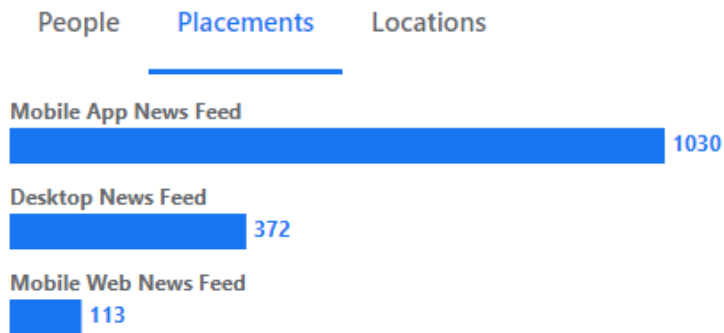 People Placements Locations
Mobile App News Feed
1030
Desktop News Feed
372
Mobile Web News Feed
113